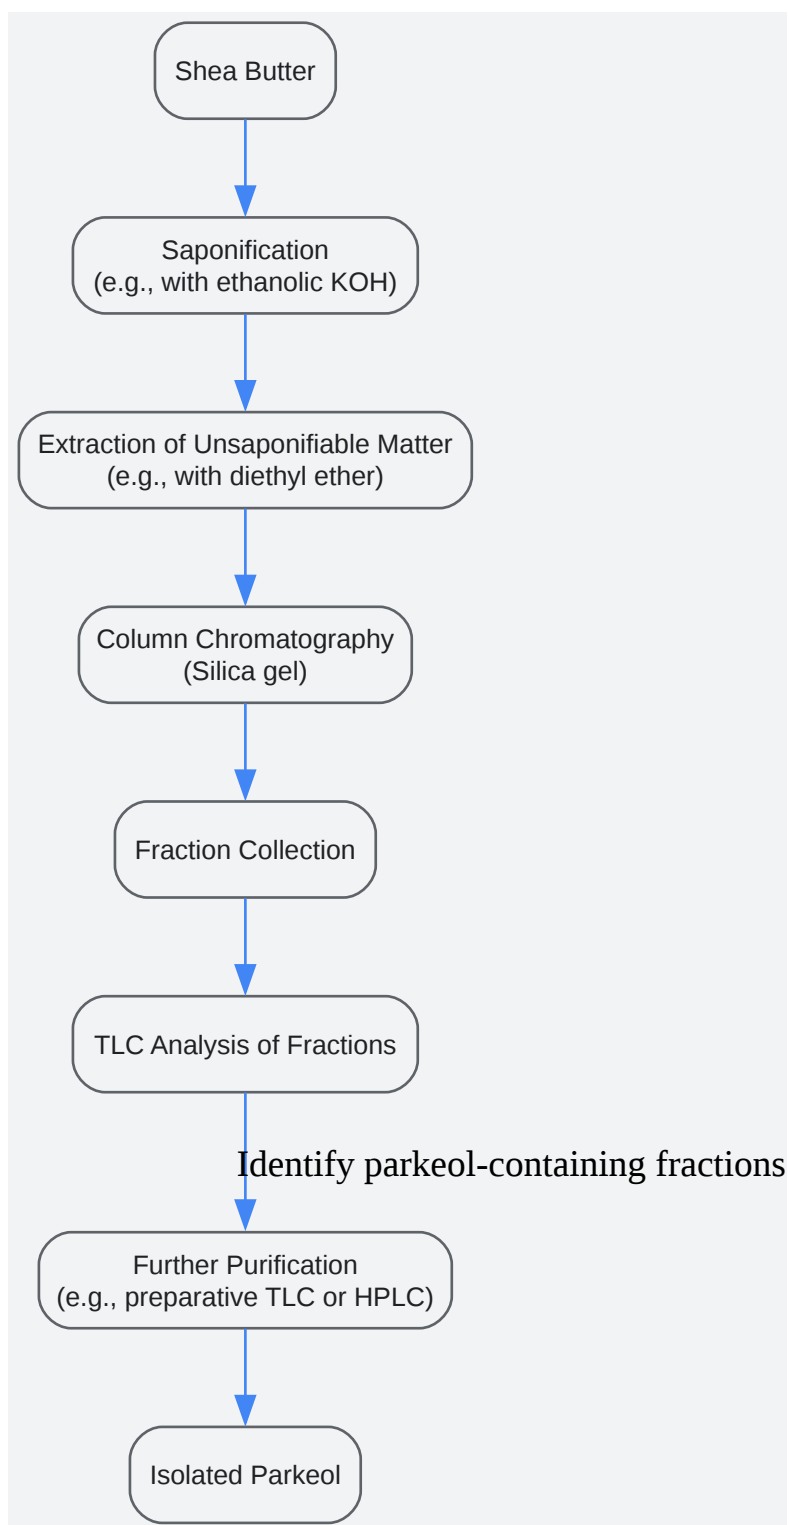 Shea Butter
Saponification
(e.g., with ethanolic KOH)
Extraction of Unsaponifiable Matter
(e.g., with diethyl ether)
Column Chromatography
(Silica gel)
Fraction Collection
TLC Analysis of Fractions
Identify parkeol-containing fractions
Further Purification
(e.g., preparative TLC or HPLC)
Isolated Parkeol